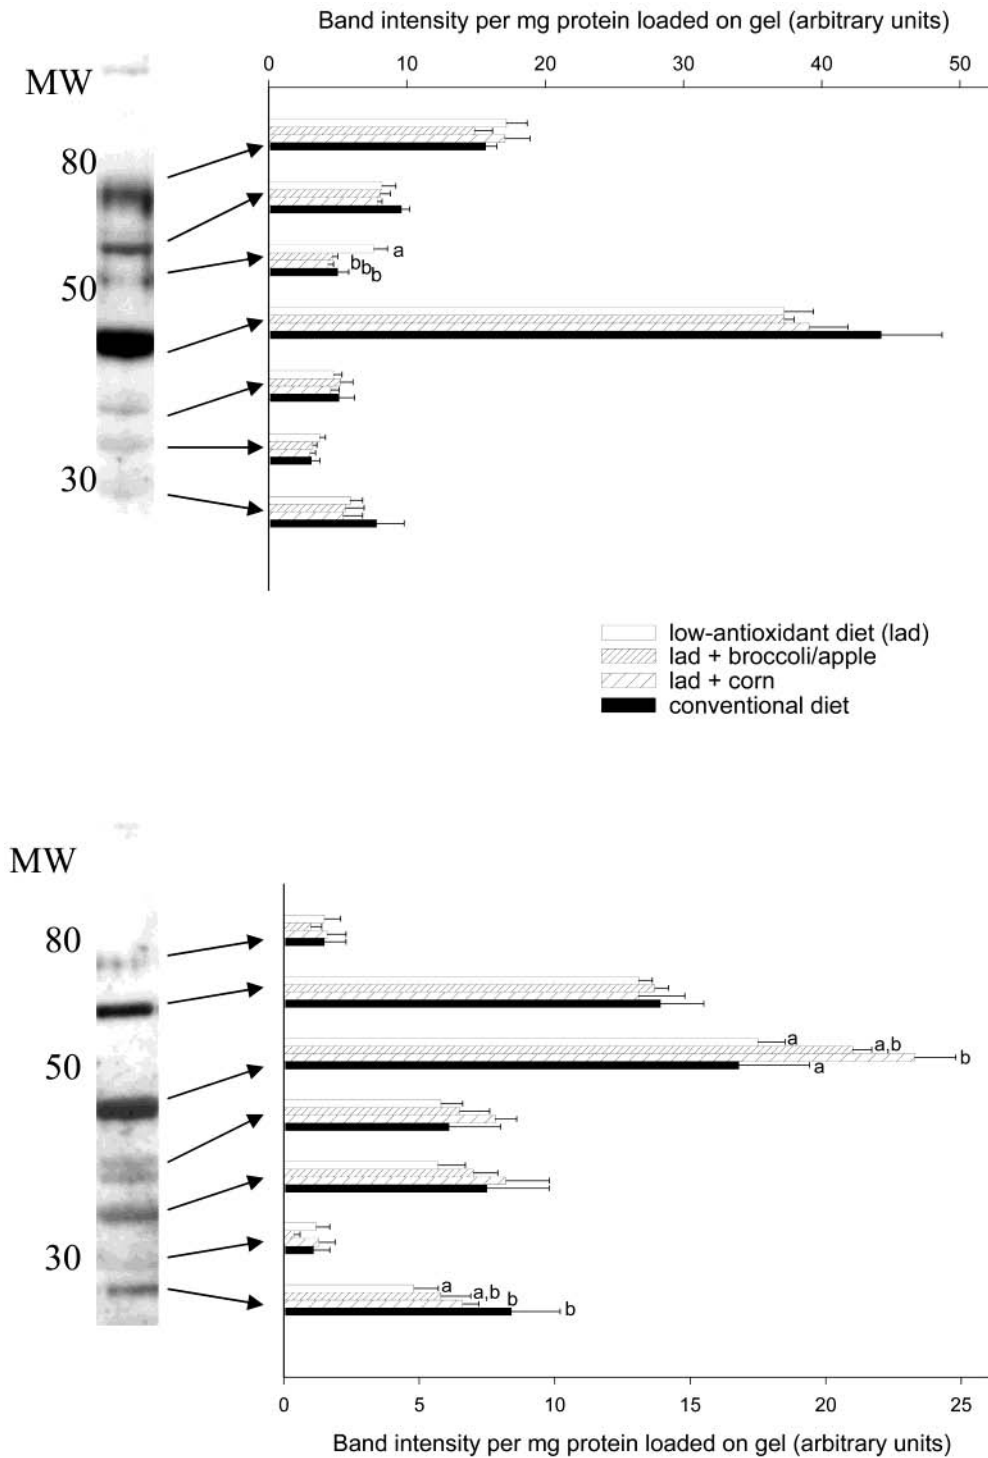 Band intensity per mg protein loaded on gel (arbitrary units)
0 10 20 30 40 50
MW
80
50
30
a
b
b
b
low-antioxidant diet (lad)
lad + broccoli/apple
lad + corn
conventional diet
MW
80
50
30
a
a,b
b
a
a
a,b
b
b
0 5 10 15 20 25
Band intensity per mg protein loaded on gel (arbitrary units)